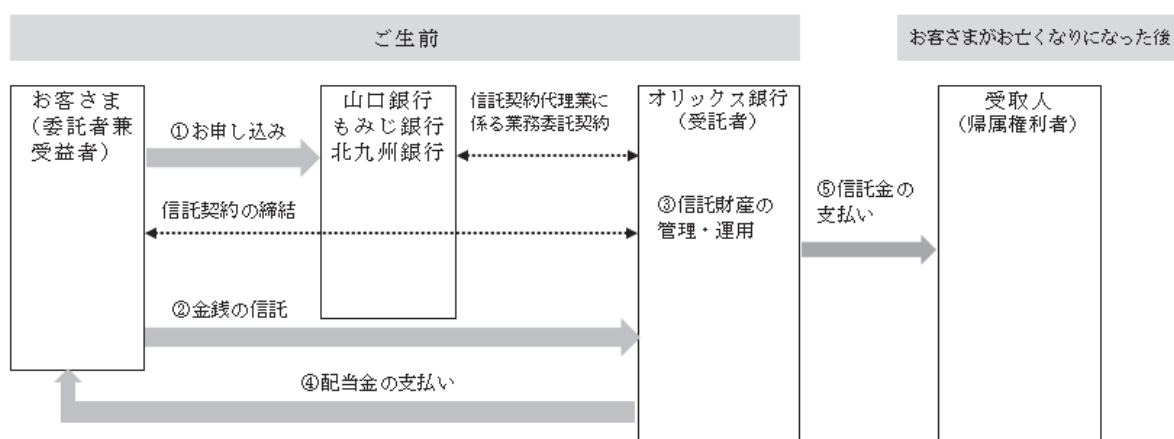 ご生前
お客さまがお亡くなりになった後
お客さま
（委託者兼
受益者）
①お申し込み
山口銀行
もみじ銀行
北九州銀行
信託契約代理業に
係る業務委託契約
オリックス銀行
（受託者）
受取人
（帰属権利者）
信託契約の締結
③信託財産の
管理・運用
⑤信託金の
支払い
②金銭の信託
④配当金の支払い